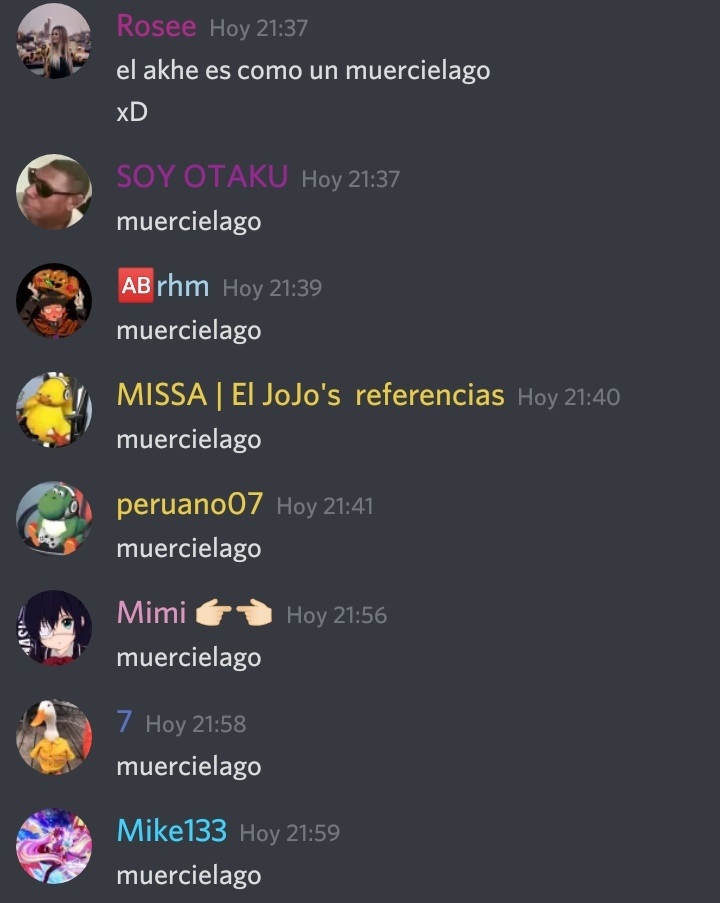 Rosee Hoy 21:37
el akhe es como un muercielago
xD
SOY OTAKU Hoy 21:37
muercielago
🆎rhm Hoy 21:39
muercielago
MISSA | El JoJo's referencias Hoy 21:40
muercielago
peruano07 Hoy 21:41
muercielago
Mimi 👉🏻👈🏻 Hoy 21:56
muercielago
7 Hoy 21:58
muercielago
Mike133 Hoy 21:59
muercielago